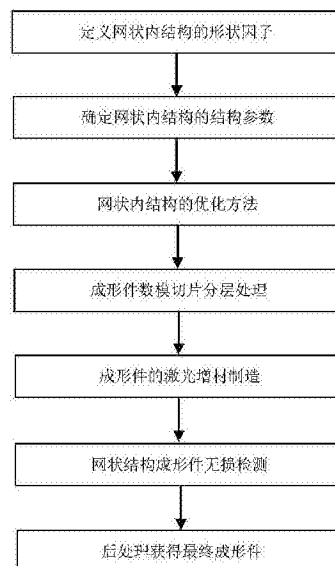 定义网状内结构的形状因子
确定网状内结构的结构参数
网状内结构的优化方法
成形件数模切片分层处理
成形件的激光增材制造
网状结构成形件无损检测
后处理获得最终成形件